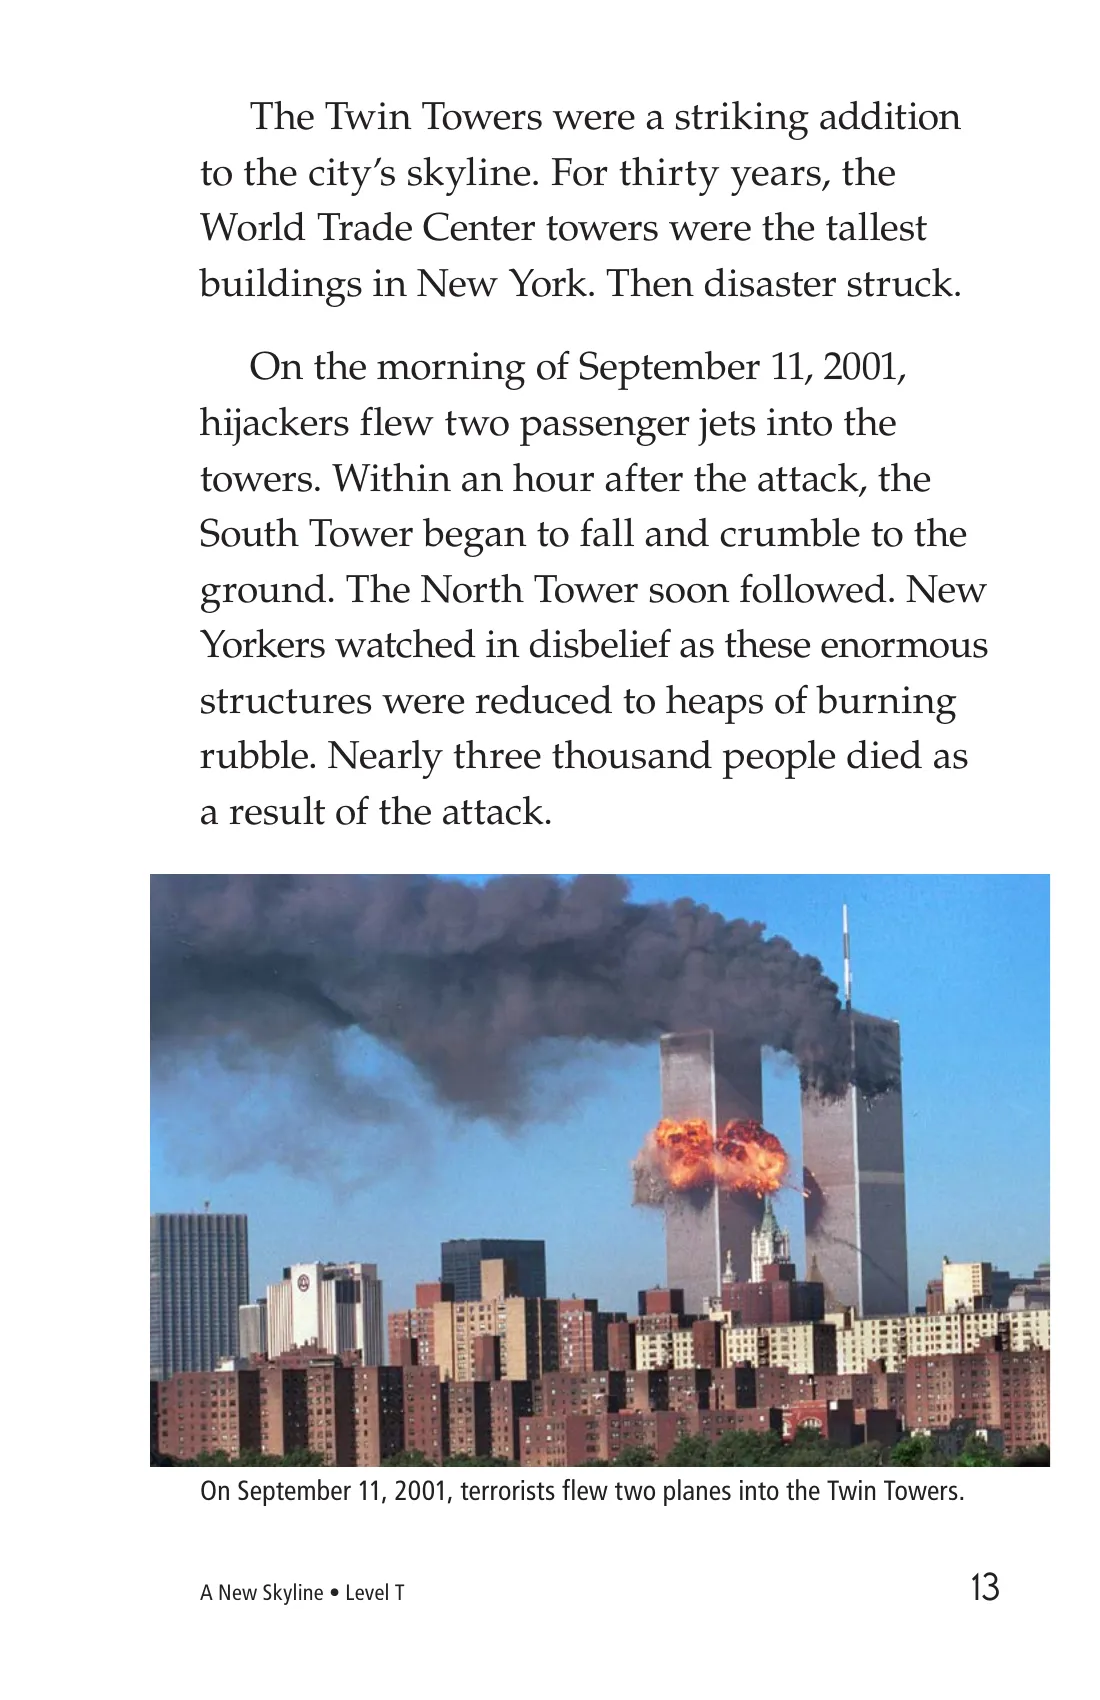 The Twin Towers were a striking addition
to the city’s skyline. For thirty years, the
World Trade Center towers were the tallest
buildings in New York. Then disaster struck.
On the morning of September 11, 2001,
hijackers flew two passenger jets into the
towers. Within an hour after the attack, the
South Tower began to fall and crumble to the
ground. The North Tower soon followed. New
Yorkers watched in disbelief as these enormous
structures were reduced to heaps of burning
rubble. Nearly three thousand people died as
a result of the attack.
On September 11, 2001, terrorists flew two planes into the Twin Towers.
A New Skyline • Level T 13